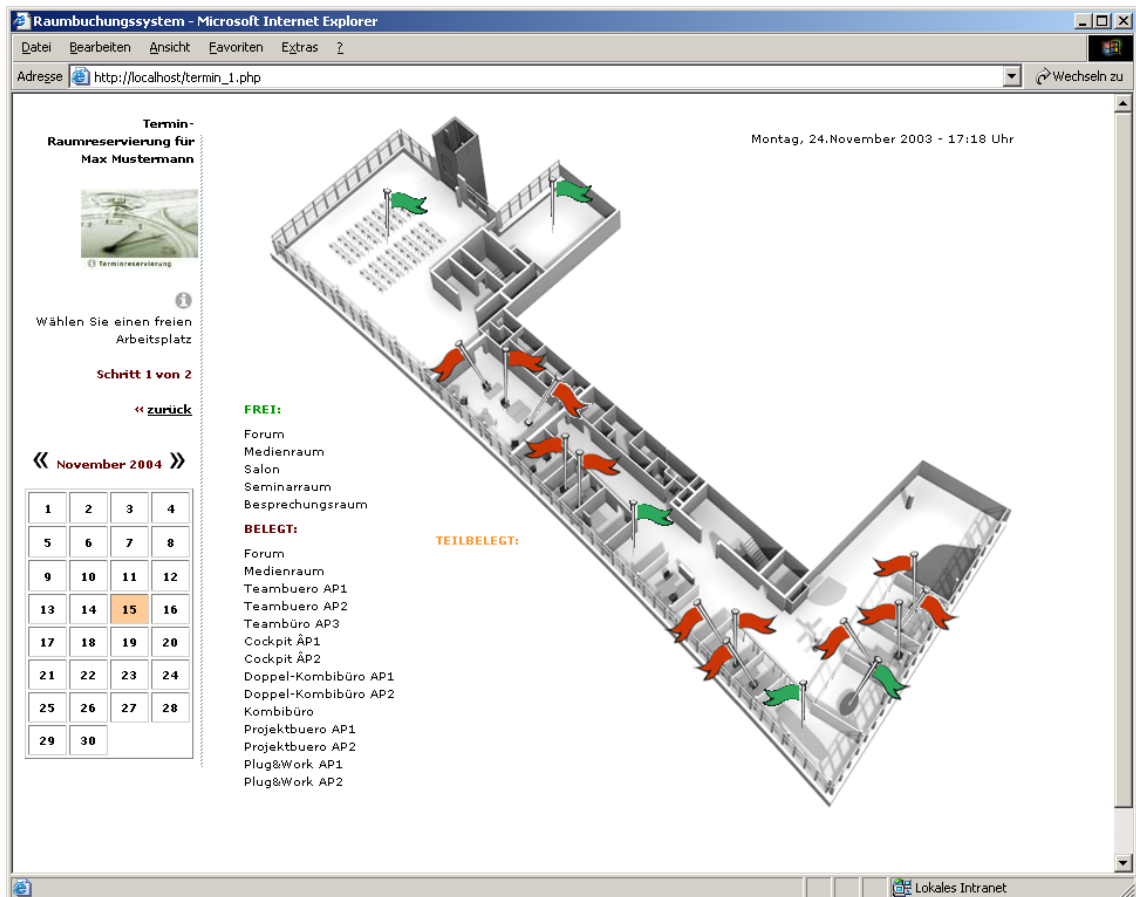 Raumbuchungssystem - Microsoft Internet Explorer
Datei Bearbeiten Ansicht Favoriten Extras ?
Adresse http://localhost/termin_1.php Wechseln zu
Termin-
Raumreservierung für
Max Mustermann
Montag, 24.November 2003 - 17:18 Uhr
Terminreservierung
Wählen Sie einen freien
Arbeitsplatz
Schritt 1 von 2
« zurück
« November 2004 »
1 2 3 4
5 6 7 8
9 10 11 12
13 14 15 16
17 18 19 20
21 22 23 24
25 26 27 28
29 30
FREI:
Forum
Medienraum
Salon
Seminarraum
Besprechungsraum
BELEGT:
Forum
Medienraum
Teambuero AP1
Teambuero AP2
Teambüro AP3
Cockpit ÂP1
Cockpit ÂP2
Doppel-Kombibüro AP1
Doppel-Kombibüro AP2
Kombibüro
Projektbuero AP1
Projektbuero AP2
Plug&Work AP1
Plug&Work AP2
TEILBELEGT:
Lokales Intranet